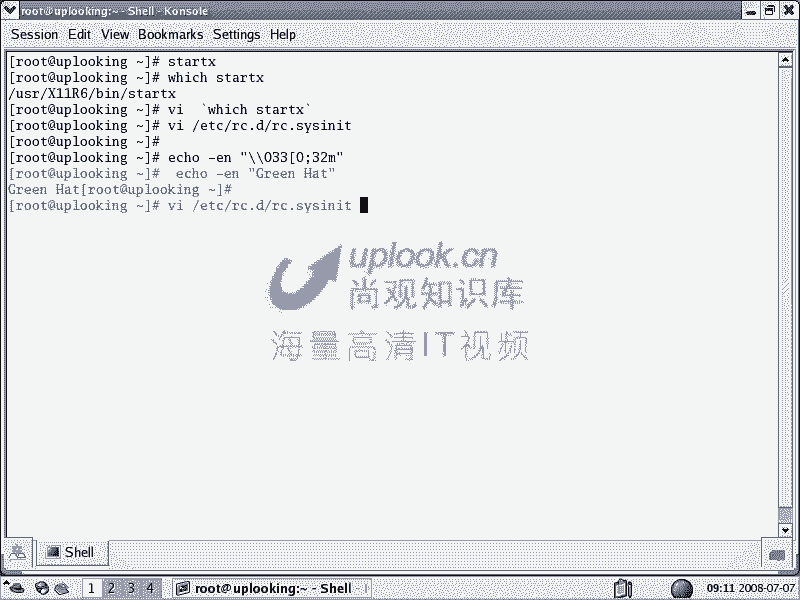 root@uplooking:~ - Shell - Konsole
Session Edit View Bookmarks Settings Help
[root@uplooking ~]# startx
[root@uplooking ~]# which startx
/usr/X11R6/bin/startx
[root@uplooking ~]# vi  `which startx`
[root@uplooking ~]# vi /etc/rc.d/rc.sysinit
[root@uplooking ~]#
[root@uplooking ~]# echo -en "\\033[0;32m"
[root@uplooking ~]#  echo -en "Green Hat"
Green Hat[root@uplooking ~]#
[root@uplooking ~]# vi /etc/rc.d/rc.sysinit
uplook.cn
尚观知识库
海量高清IT视频
Shell
1 2 3 4 root@uplooking:~ - Shell 09:11 2008-07-07